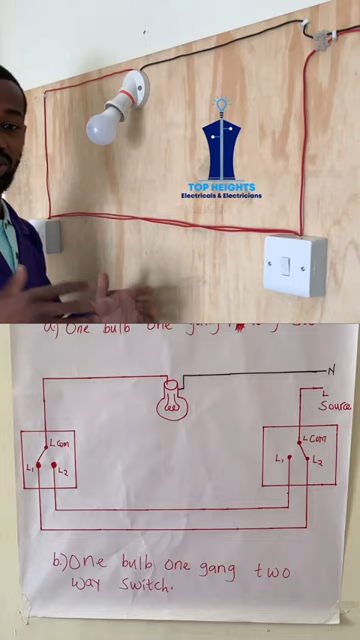 TOP HEIGHTS
Electricals & Electricians
a) One bulb one gang
N
L
Source
L com
L com
L1
L2
L1
L2
b.) One bulb one gang two
way switch.